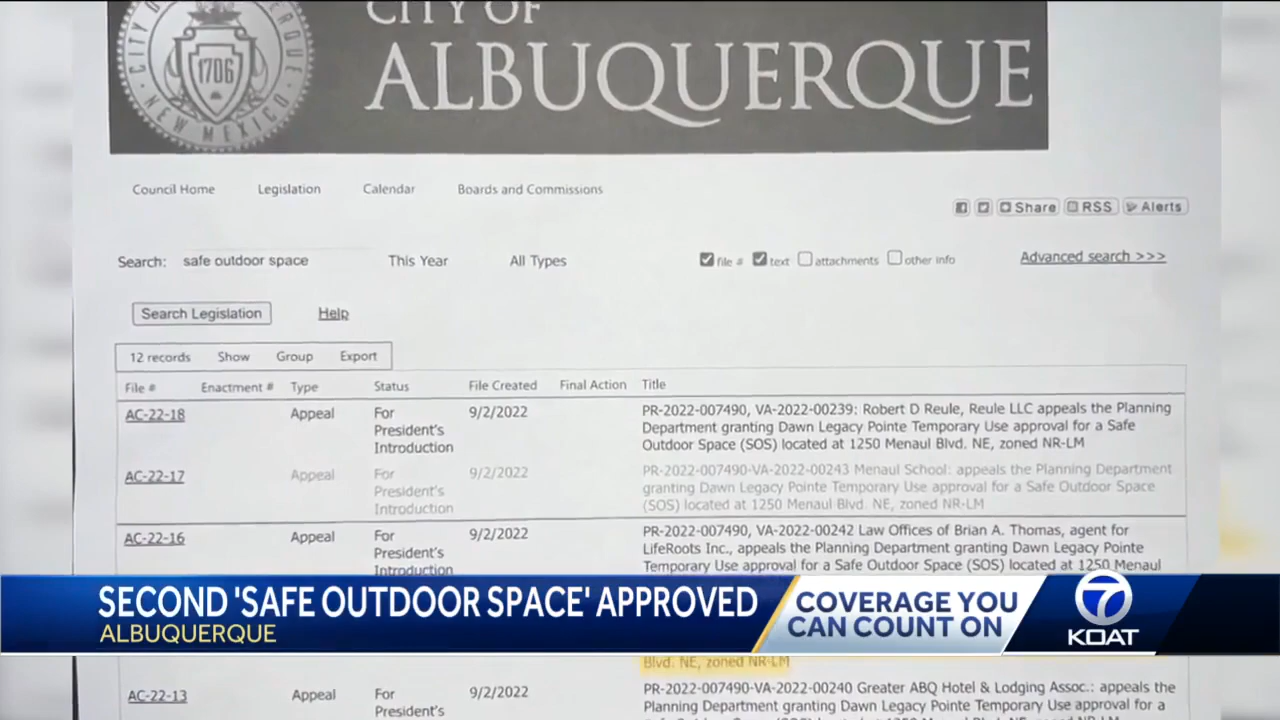 CITY OF
ALBUQUERQUE
CITY OF ALBUQUERQUE
1706
NEW MEXICO
Council Home Legislation Calendar Boards and Commissions
Share RSS Alerts
Search: safe outdoor space This Year All Types file # text attachments other info Advanced search >>>
Search Legislation Help
12 records Show Group Export
File # Enactment # Type Status File Created Final Action Title
AC-22-18 Appeal For President's Introduction 9/2/2022 PR-2022-007490, VA-2022-00239: Robert D Reule, Reule LLC appeals the Planning
Department granting Dawn Legacy Pointe Temporary Use approval for a Safe
Outdoor Space (SOS) located at 1250 Menaul Blvd. NE, zoned NR-LM
AC-22-17 Appeal For President's Introduction 9/2/2022 PR-2022-007490-VA-2022-00243 Menaul School: appeals the Planning Department
granting Dawn Legacy Pointe Temporary Use approval for a Safe Outdoor Space
(SOS) located at 1250 Menaul Blvd. NE, zoned NR-LM
AC-22-16 Appeal For President's Introduction 9/2/2022 PR-2022-007490, VA-2022-00242 Law Offices of Brian A. Thomas, agent for
LifeRoots Inc., appeals the Planning Department granting Dawn Legacy Pointe
Temporary Use approval for a Safe Outdoor Space (SOS) located at 1250 Menaul
SECOND 'SAFE OUTDOOR SPACE' APPROVED
ALBUQUERQUE
COVERAGE YOU
CAN COUNT ON
7
KOAT
Blvd. NE, zoned NR-LM
AC-22-13 Appeal For President's 9/2/2022 PR-2022-007490-VA-2022-00240 Greater ABQ Hotel & Lodging Assoc.: appeals the
Planning Department granting Dawn Legacy Pointe Temporary Use approval for a